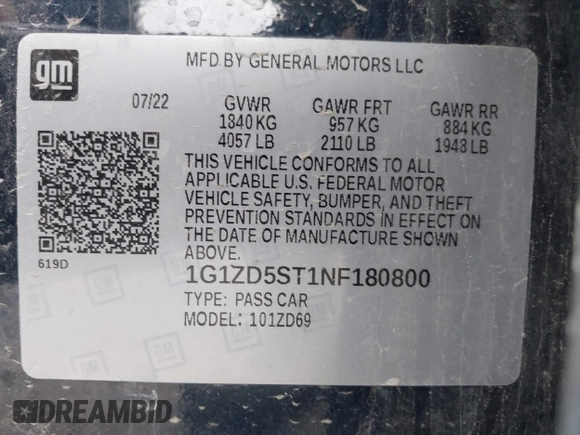 gm
MFD BY GENERAL MOTORS LLC
07/22 GVWR GAWR FRT GAWR RR
1840 KG 957 KG 884 KG
4057 LB 2110 LB 1948 LB
THIS VEHICLE CONFORMS TO ALL
APPLICABLE U.S. FEDERAL MOTOR
VEHICLE SAFETY, BUMPER, AND THEFT
PREVENTION STANDARDS IN EFFECT ON
THE DATE OF MANUFACTURE SHOWN
ABOVE.
619D
1G1ZD5ST1NF180800
TYPE: PASS CAR
MODEL: 101ZD69
DREAMBID